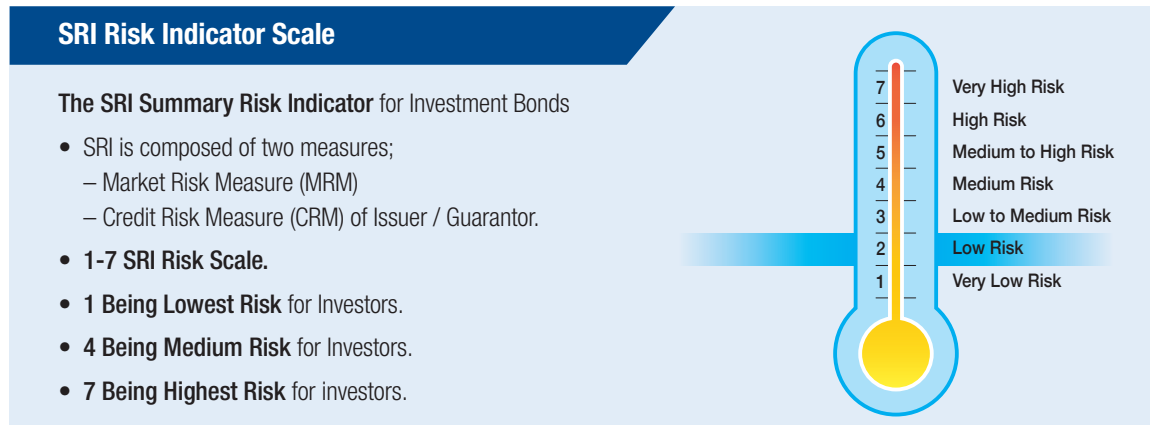 SRI Risk Indicator Scale
The SRI Summary Risk Indicator for Investment Bonds
• SRI is composed of two measures;
– Market Risk Measure (MRM)
– Credit Risk Measure (CRM) of Issuer / Guarantor.
• 1-7 SRI Risk Scale.
• 1 Being Lowest Risk for Investors.
• 4 Being Medium Risk for Investors.
• 7 Being Highest Risk for investors.
7 Very High Risk
6 High Risk
5 Medium to High Risk
4 Medium Risk
3 Low to Medium Risk
2 Low Risk
1 Very Low Risk